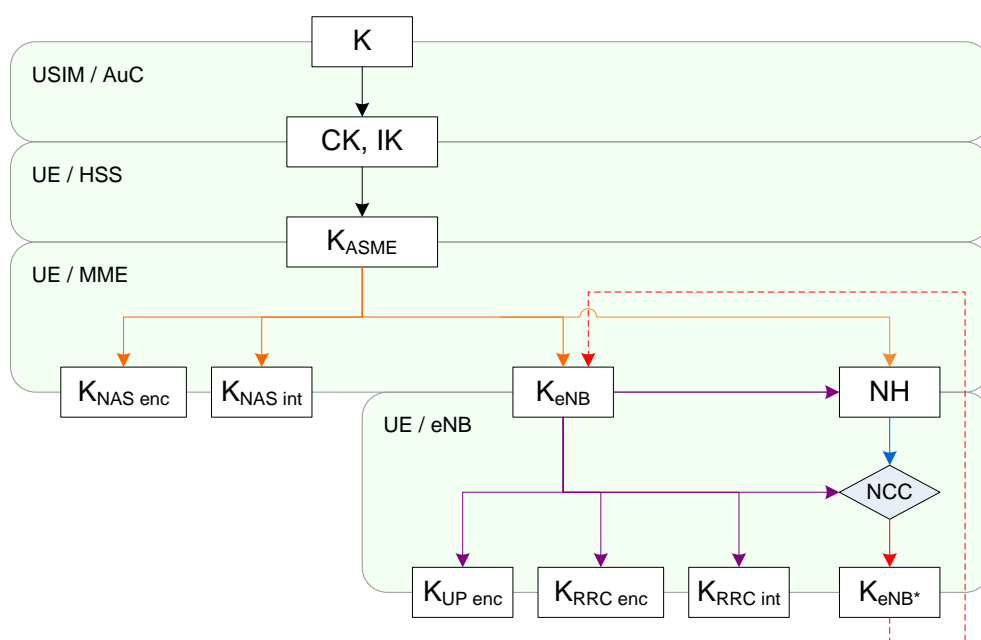 K
USIM / AuC
CK, IK
UE / HSS
KASME
UE / MME
KNAS enc
KNAS int
KeNB
NH
UE / eNB
NCC
KUP enc
KRRC enc
KRRC int
KeNB*